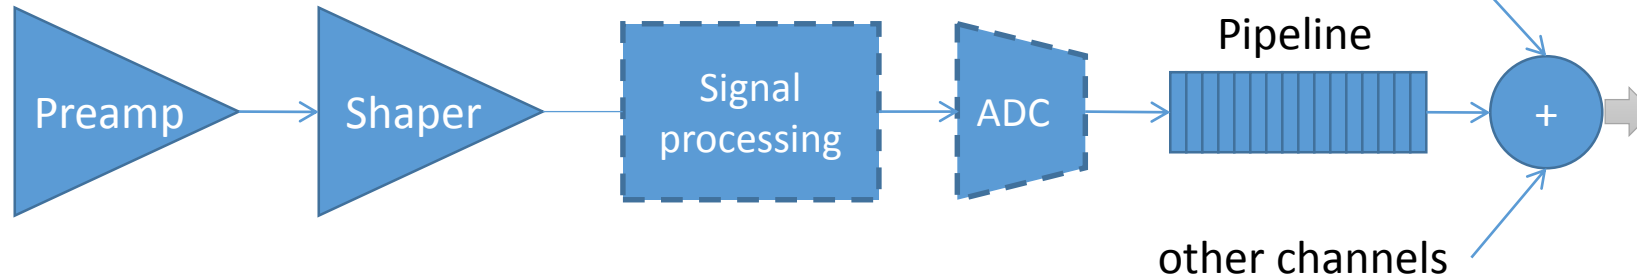 Preamp
Shaper
Signal
processing
ADC
Pipeline
+
other channels